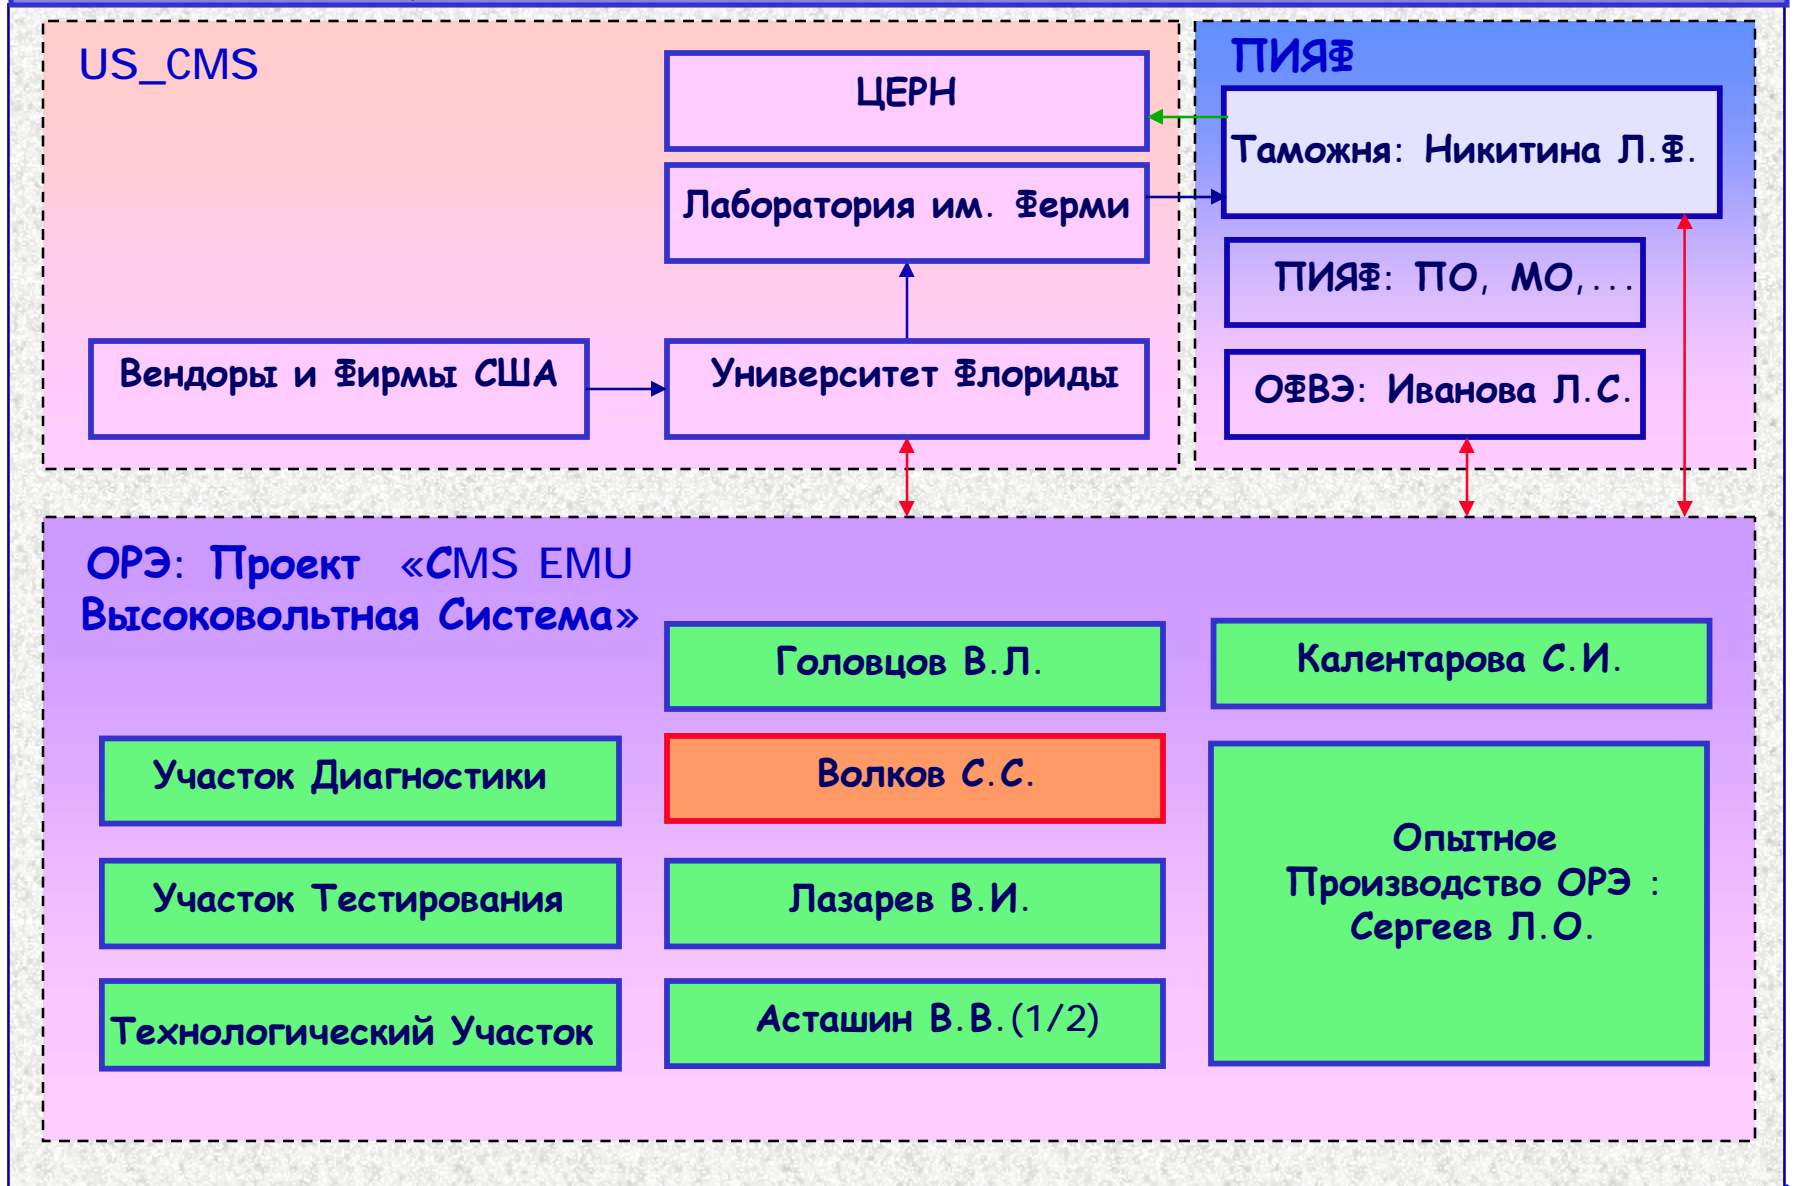 US_CMS
ЦЕРН
Лаборатория им. Ферми
Вендоры и Фирмы США
Университет Флориды
ПИЯФ
Таможня: Никитина Л.Ф.
ПИЯФ: ПО, МО,...
ОФВЭ: Иванова Л.С.
ОРЭ: Проект «CMS EMU
Высоковольтная Система»
Головцов В.Л.
Калентарова С.И.
Участок Диагностики
Волков С.С.
Участок Тестирования
Лазарев В.И.
Технологический Участок
Асташин В.В.(1/2)
Опытное
Производство ОРЭ :
Сергеев Л.О.